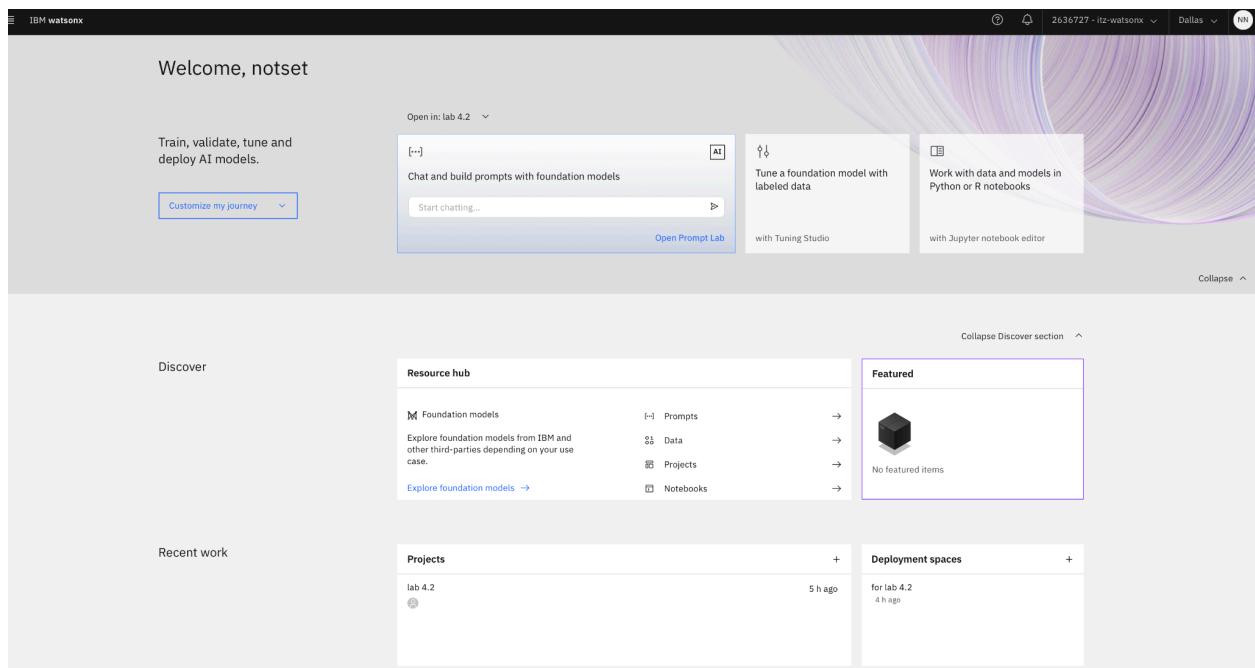 IBM watsonx
2636727 - itz-watsonx
Dallas
NN
Welcome, notset
Train, validate, tune and
deploy AI models.
Customize my journey
Open in: lab 4.2
[...]
AI
Chat and build prompts with foundation models
Start chatting...
Open Prompt Lab
Tune a foundation model with
labeled data
with Tuning Studio
Work with data and models in
Python or R notebooks
with Jupyter notebook editor
Collapse
Collapse Discover section
Discover
Resource hub
Foundation models
Explore foundation models from IBM and
other third-parties depending on your use
case.
Explore foundation models →
Prompts →
Data →
Projects →
Notebooks →
Featured
No featured items
Recent work
Projects +
lab 4.2 5 h ago
Deployment spaces +
for lab 4.2
4 h ago